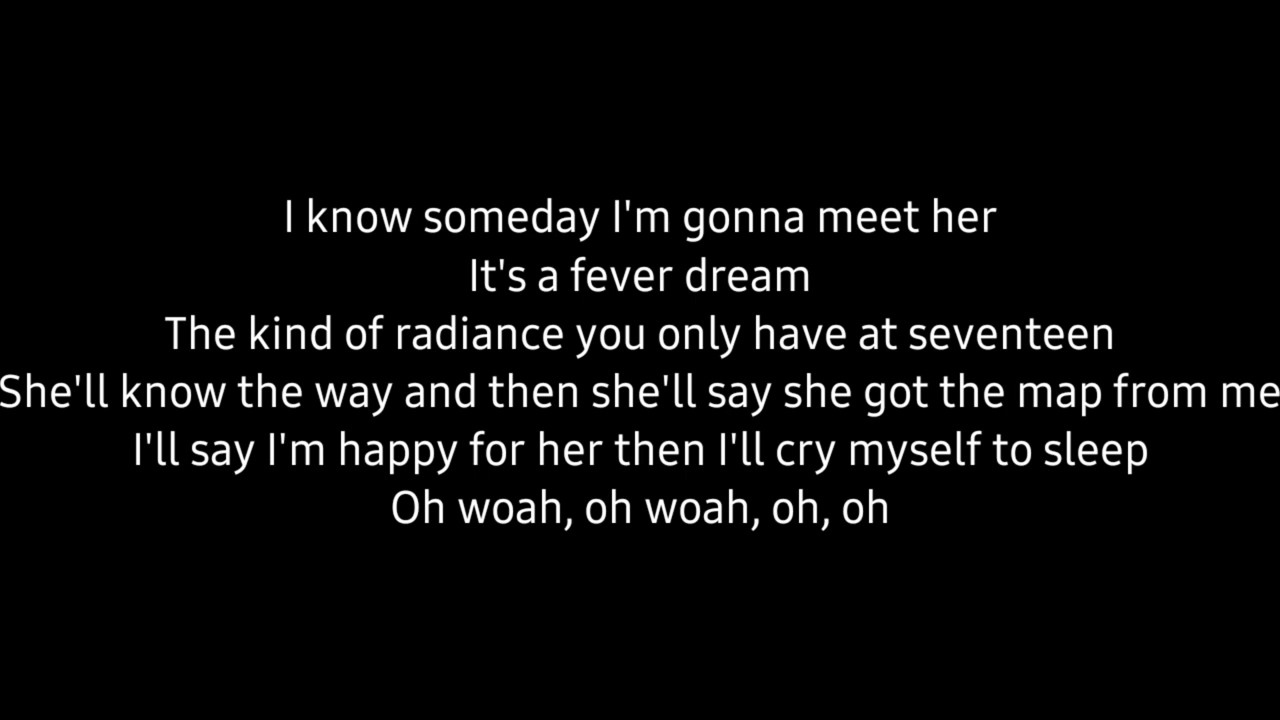 I know someday I'm gonna meet her
It's a fever dream
The kind of radiance you only have at seventeen
She'll know the way and then she'll say she got the map from me
I'll say I'm happy for her then I'll cry myself to sleep
Oh woah, oh woah, oh, oh